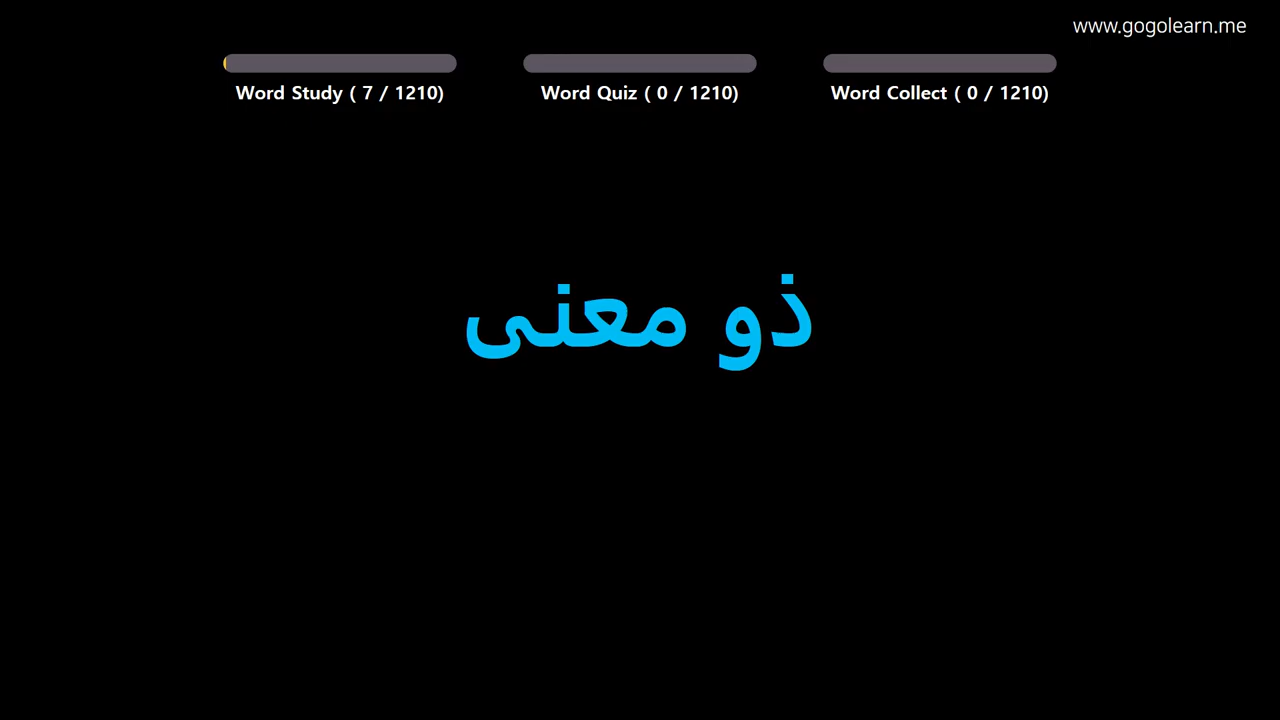 www.gogolearn.me
Word Study ( 7 / 1210)
Word Quiz ( 0 / 1210)
Word Collect ( 0 / 1210)
ذو معنى